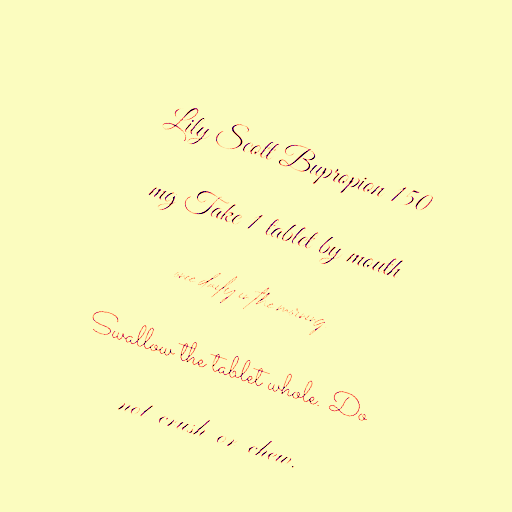 Lily Scott Bupropion 150
mg Take 1 tablet by mouth
once daily in the morning
Swallow the tablet whole. Do
not crush or chew.